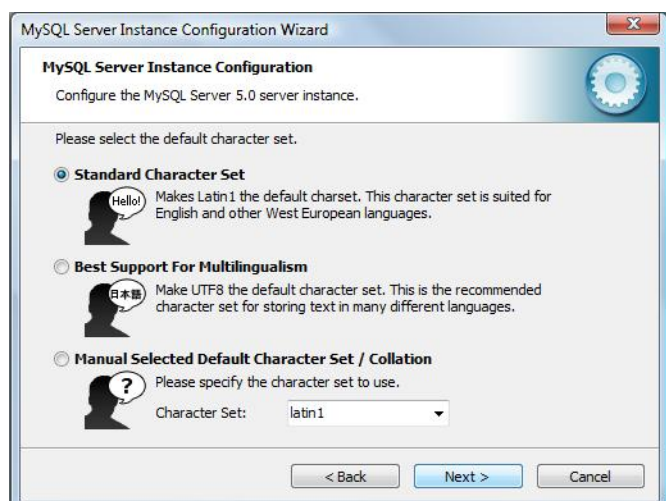 MySQL Server Instance Configuration Wizard
MySQL Server Instance Configuration
Configure the MySQL Server 5.0 server instance.
Please select the default character set.
Standard Character Set
Hello!
Makes Latin1 the default charset. This character set is suited for
English and other West European languages.
Best Support For Multilingualism
日本語
Make UTF8 the default character set. This is the recommended
character set for storing text in many different languages.
Manual Selected Default Character Set / Collation
?
Please specify the character set to use.
Character Set: latin1
< Back Next > Cancel